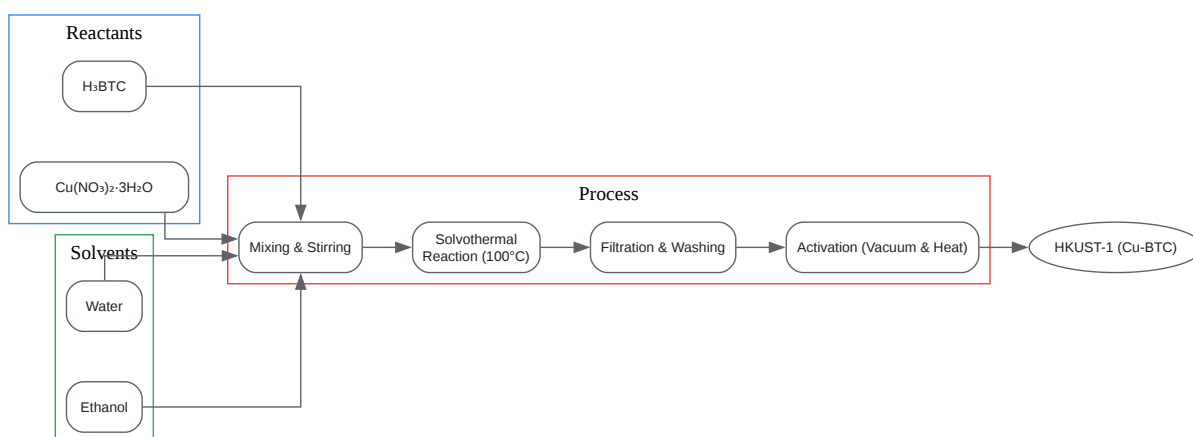 Reactants
H₃BTC
Cu(NO₃)₂·3H₂O
Solvents
Water
Ethanol
Process
Mixing & Stirring
Solvothermal
Reaction (100°C)
Filtration & Washing
Activation (Vacuum & Heat)
HKUST-1 (Cu-BTC)